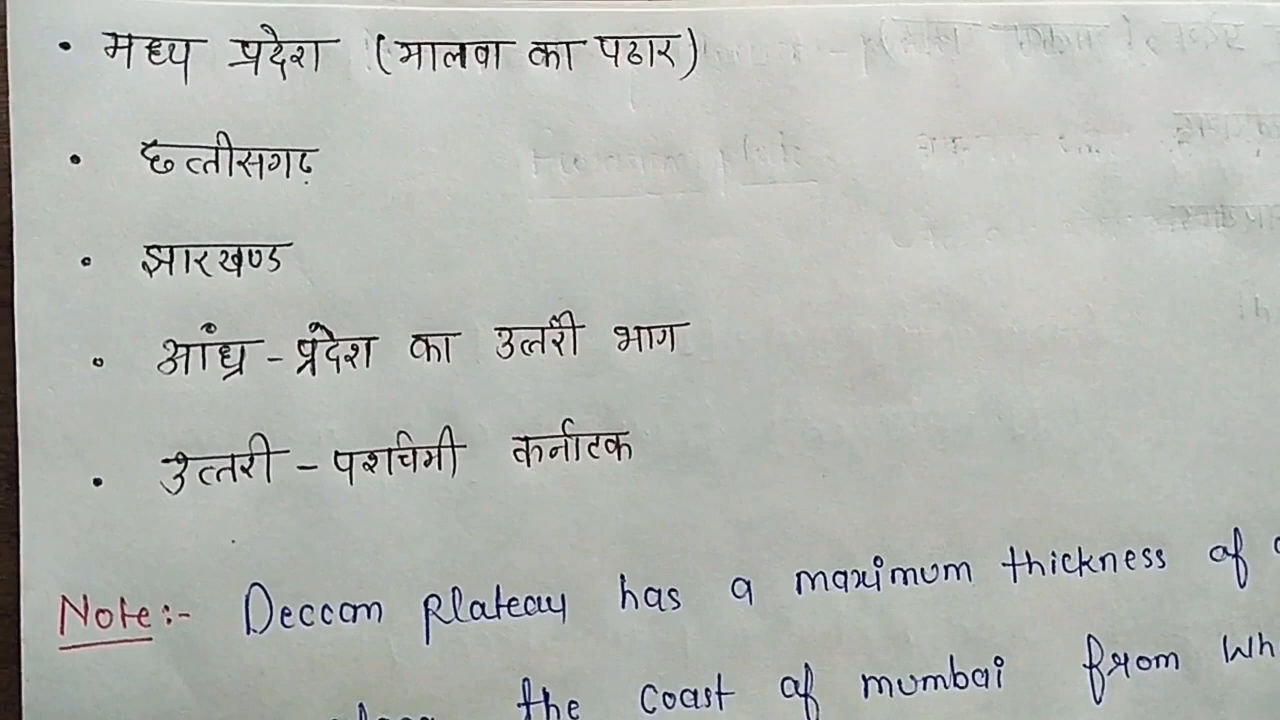 • मध्य प्रदेश (मालवा का पठार)
• छत्तीसगढ़
• झारखण्ड
• आंध्र - प्रदेश का उत्तरी भाग
• उत्तरी - पश्चिमी कर्नाटक
Note:- Deccan plateau has a maximum thickness of
the coast of mumbai from